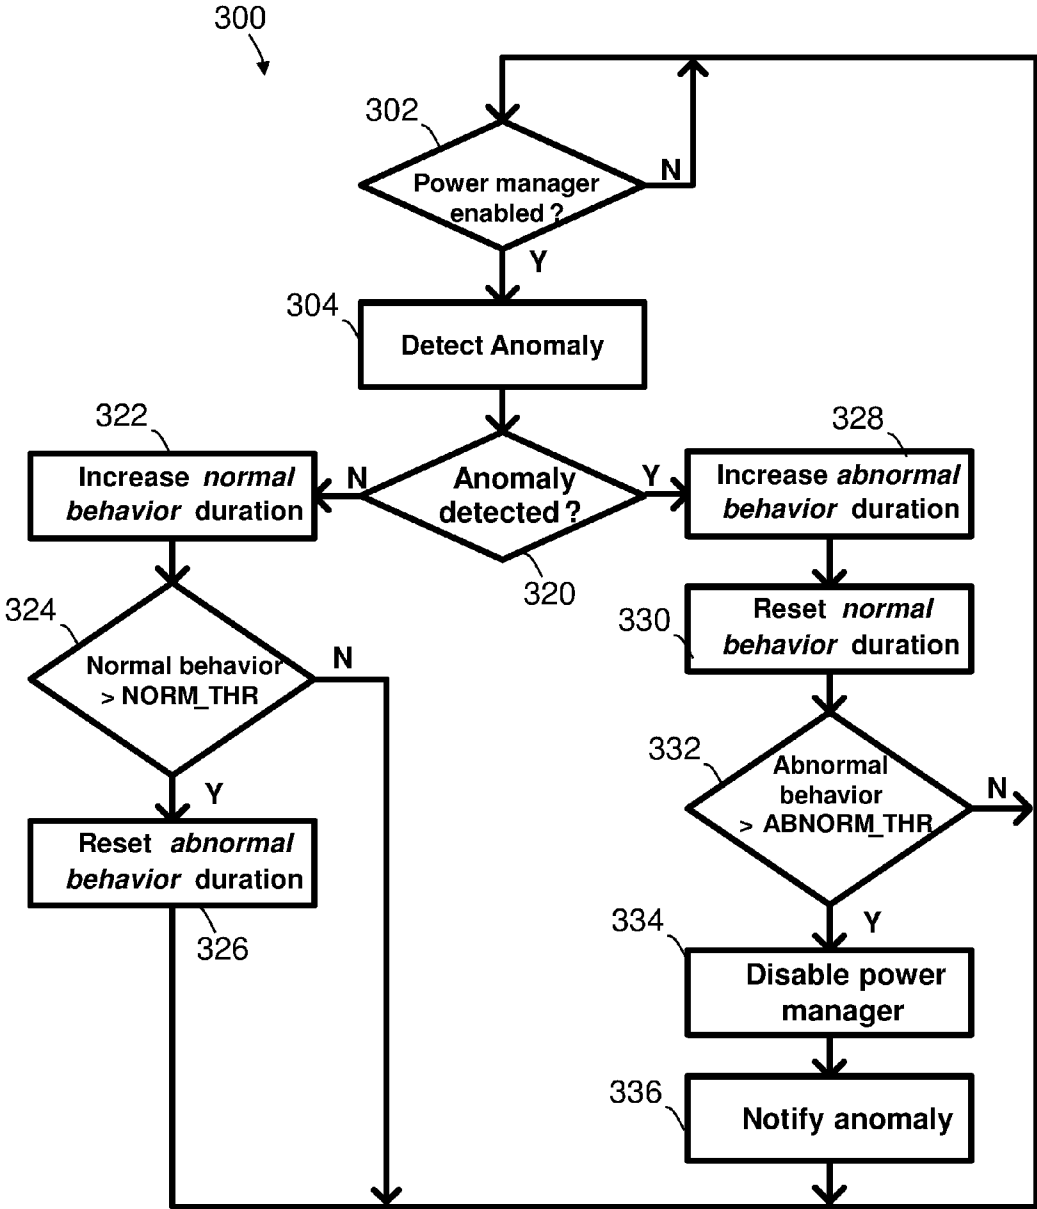 300
302
Power manager
enabled ?
N
Y
304
Detect Anomaly
322
Increase normal
behavior duration
N
Anomaly
detected ?
Y
320
328
Increase abnormal
behavior duration
324
Normal behavior
> NORM_THR
N
Y
330
Reset normal
behavior duration
332
Abnormal
behavior
> ABNORM_THR
N
Y
Reset abnormal
behavior duration
326
334
Disable power
manager
336
Notify anomaly